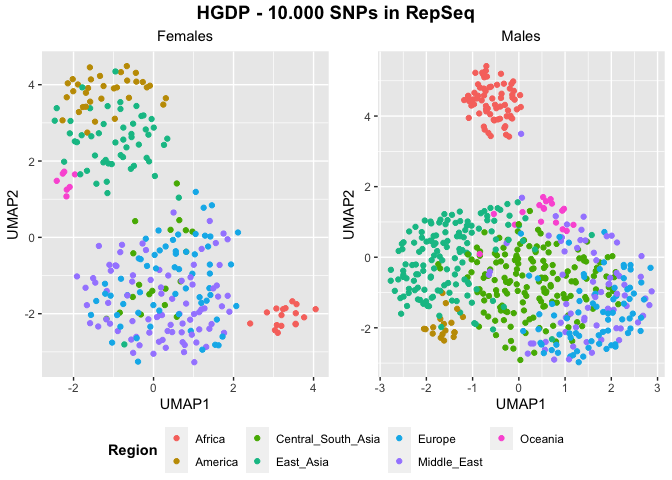 HGDP - 10.000 SNPs in RepSeq
Females
Males
UMAP2
4
2
0
-2
-2
0
2
4
UMAP1
UMAP2
4
2
0
-2
-3
-2
-1
0
1
2
3
UMAP1
Region
Africa
Central_South_Asia
Europe
Oceania
America
East_Asia
Middle_East